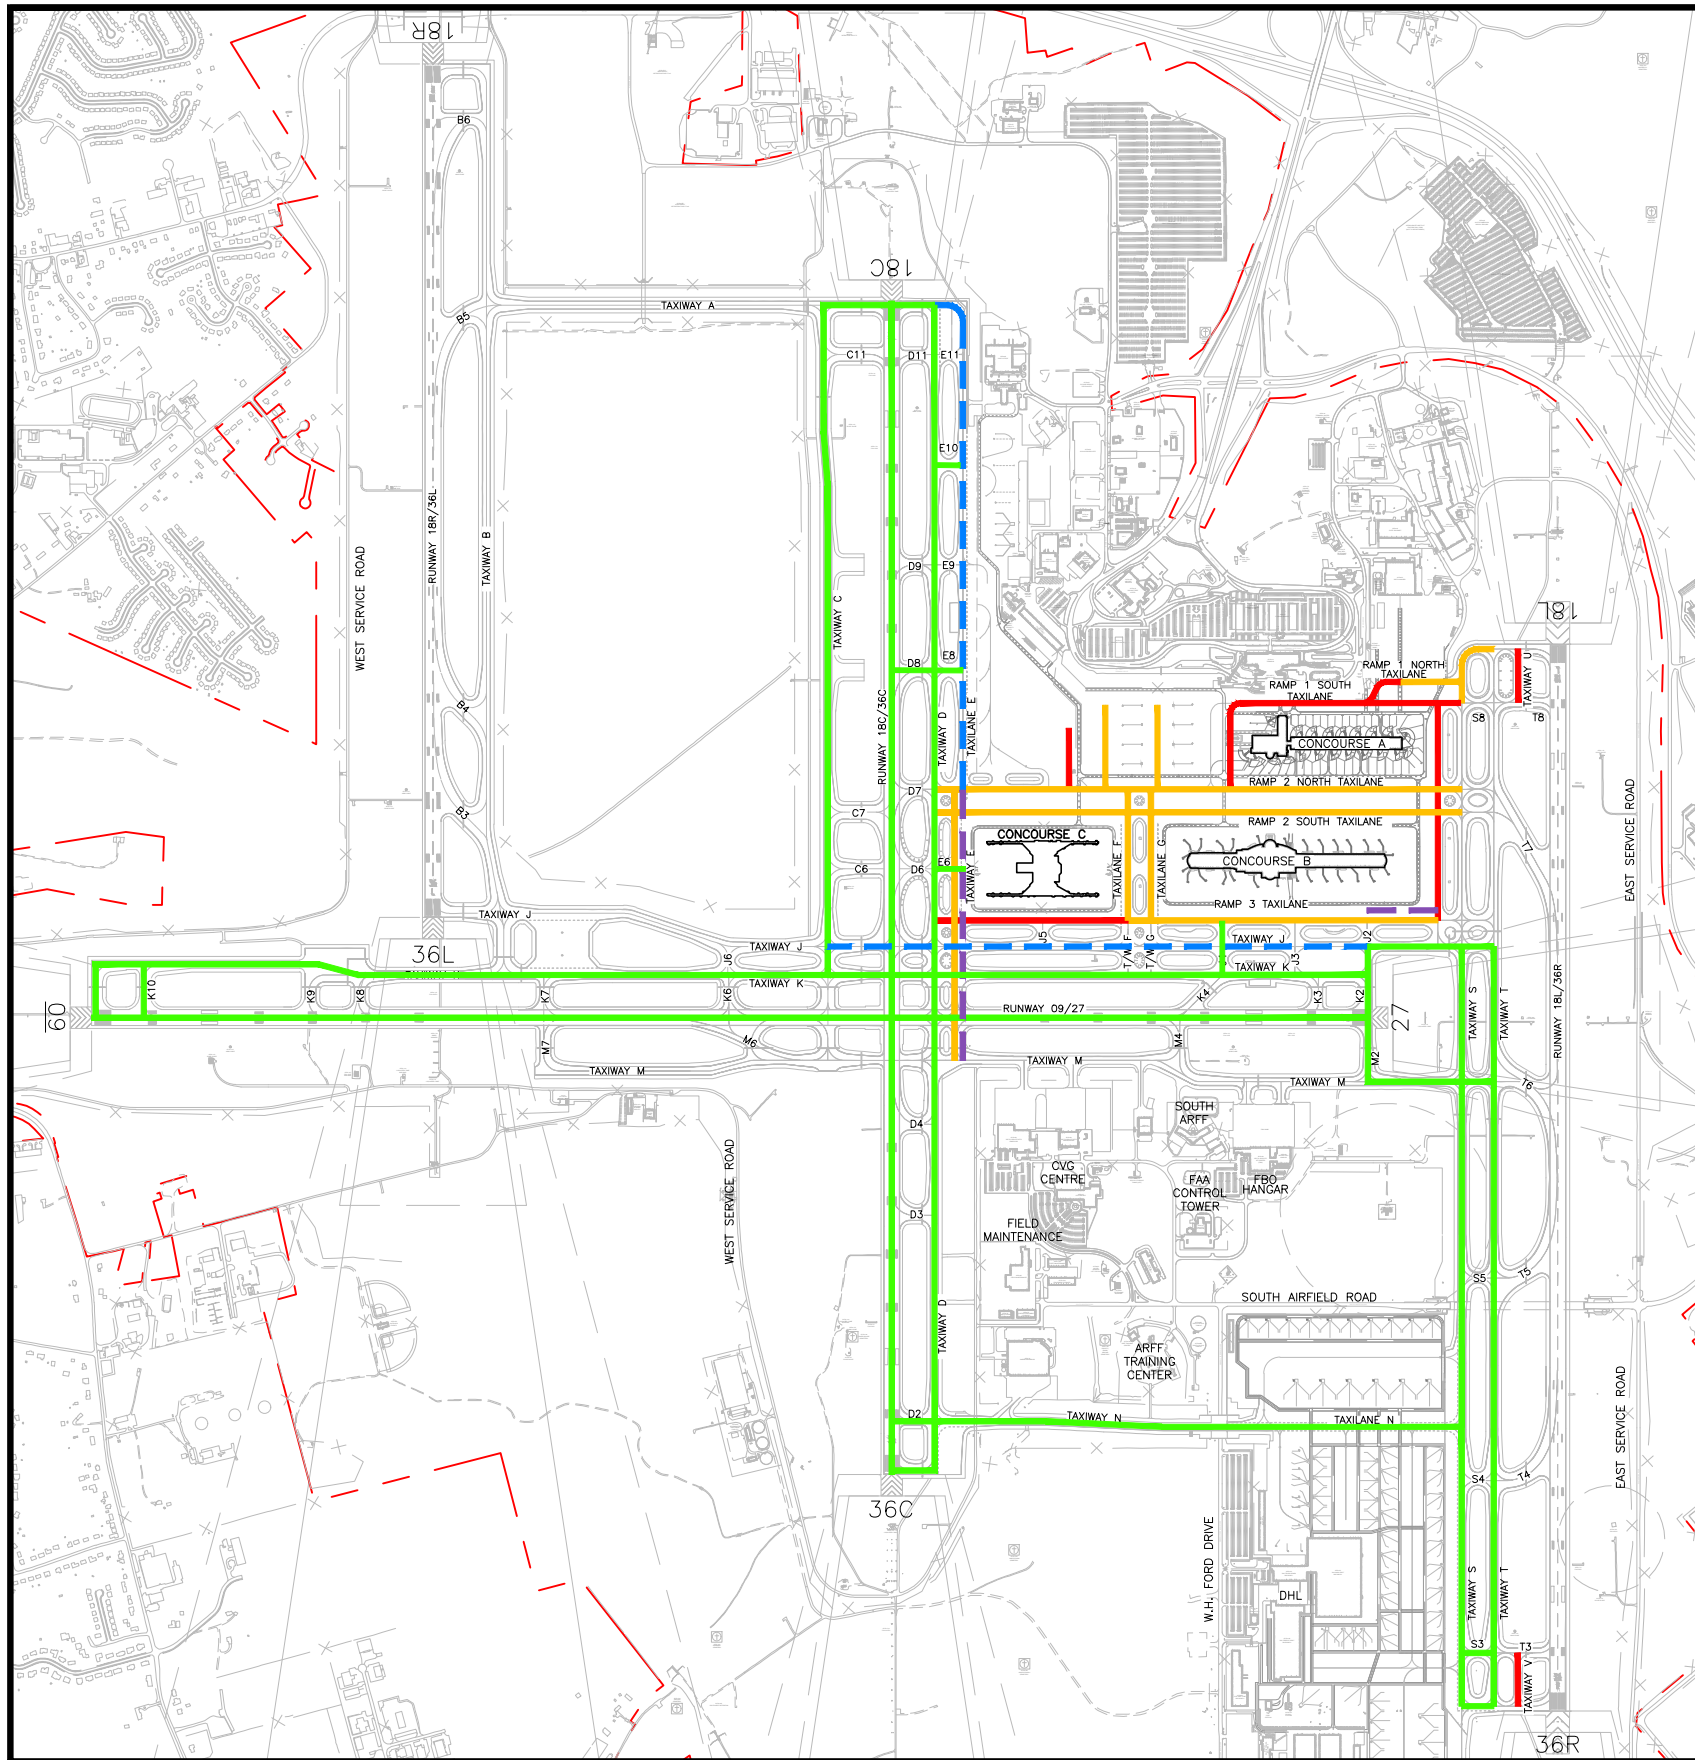 18R
B6
18C
TAXIWAY A
B5
C11
D11
E11
E10
RUNWAY 18R/36L
TAXIWAY B
WEST SERVICE ROAD
D9
E9
TAXIWAY C
18L
D8
E8
RAMP 1 NORTH
TAXILANE
RAMP 1 SOUTH
TAXILANE
TAXIWAY U
B4
RUNWAY 18C/36C
TAXIWAY D
TAXILANE E
S8
T8
CONCOURSE A
RAMP 2 NORTH TAXILANE
D7
B3
C7
RAMP 2 SOUTH TAXILANE
EAST SERVICE ROAD
CONCOURSE C
T7
C6
D6
E6
TAXIWAY E
TAXILANE F
TAXILANE G
CONCOURSE B
RAMP 3 TAXILANE
TAXIWAY J
36L
TAXIWAY J
J6
J5
T/W F
T/W G
TAXIWAY J
J3
J2
TAXIWAY K
TAXIWAY K
K10
K9
K8
K7
K6
K4
K3
K2
RUNWAY 09/27
09
27
TAXIWAY S
TAXIWAY T
RUNWAY 18L/36R
M7
M6
M4
M2
TAXIWAY M
TAXIWAY M
TAXIWAY M
T6
SOUTH
ARFF
D4
WEST SERVICE ROAD
CVG
CENTRE
FAA
CONTROL
TOWER
FBO
HANGAR
D3
FIELD
MAINTENANCE
S5
T5
SOUTH AIRFIELD ROAD
TAXIWAY D
ARFF
TRAINING
CENTER
EAST SERVICE ROAD
D2
TAXIWAY N
TAXILANE N
S4
T4
36C
W.H. FORD DRIVE
DHL
TAXIWAY S
TAXIWAY T
S3
T3
TAXIWAY V
36R